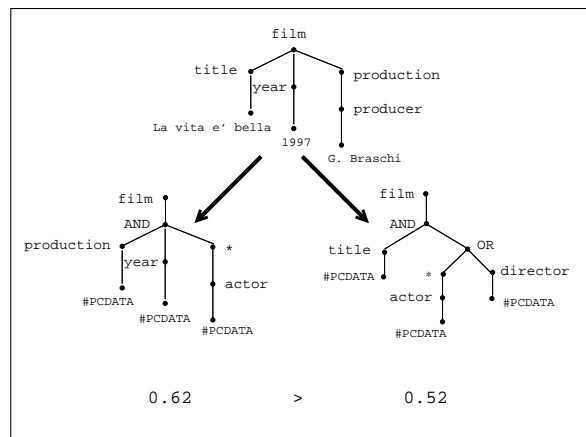 film
title
year
production
producer
La vita e' bella
1997
G. Braschi
film
AND
production
year
*
actor
#PCDATA
#PCDATA
#PCDATA
film
AND
title
OR
#PCDATA
*
director
actor
#PCDATA
#PCDATA
0.62 > 0.52